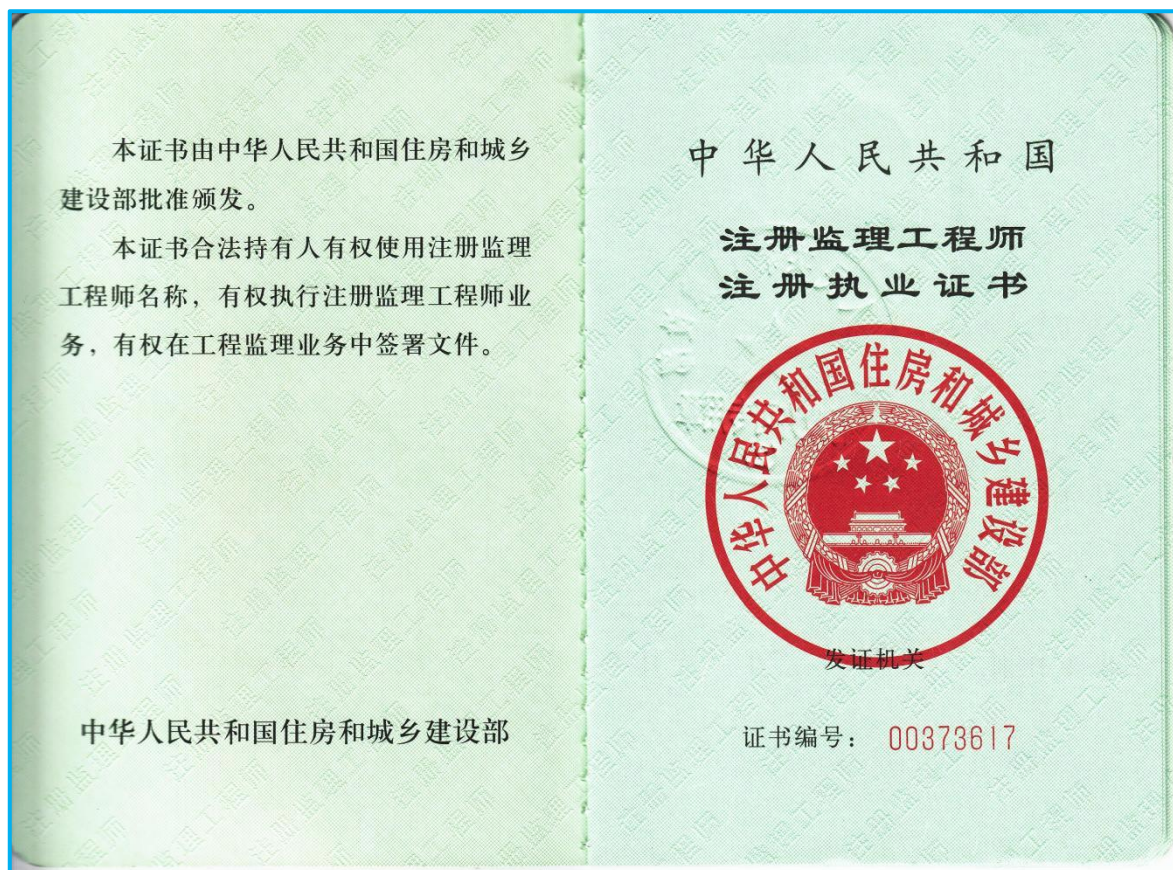 本证书由中华人民共和国住房和城乡
建设部批准颁发。
本证书合法持有人有权使用注册监理
工程师名称，有权执行注册监理工程师业
务，有权在工程监理业务中签署文件。
中华人民共和国住房和城乡建设部
中华人民共和国
注册监理工程师
注册执业证书
中华人民共和国住房和城乡建设部
发证机关
证书编号： 00373617